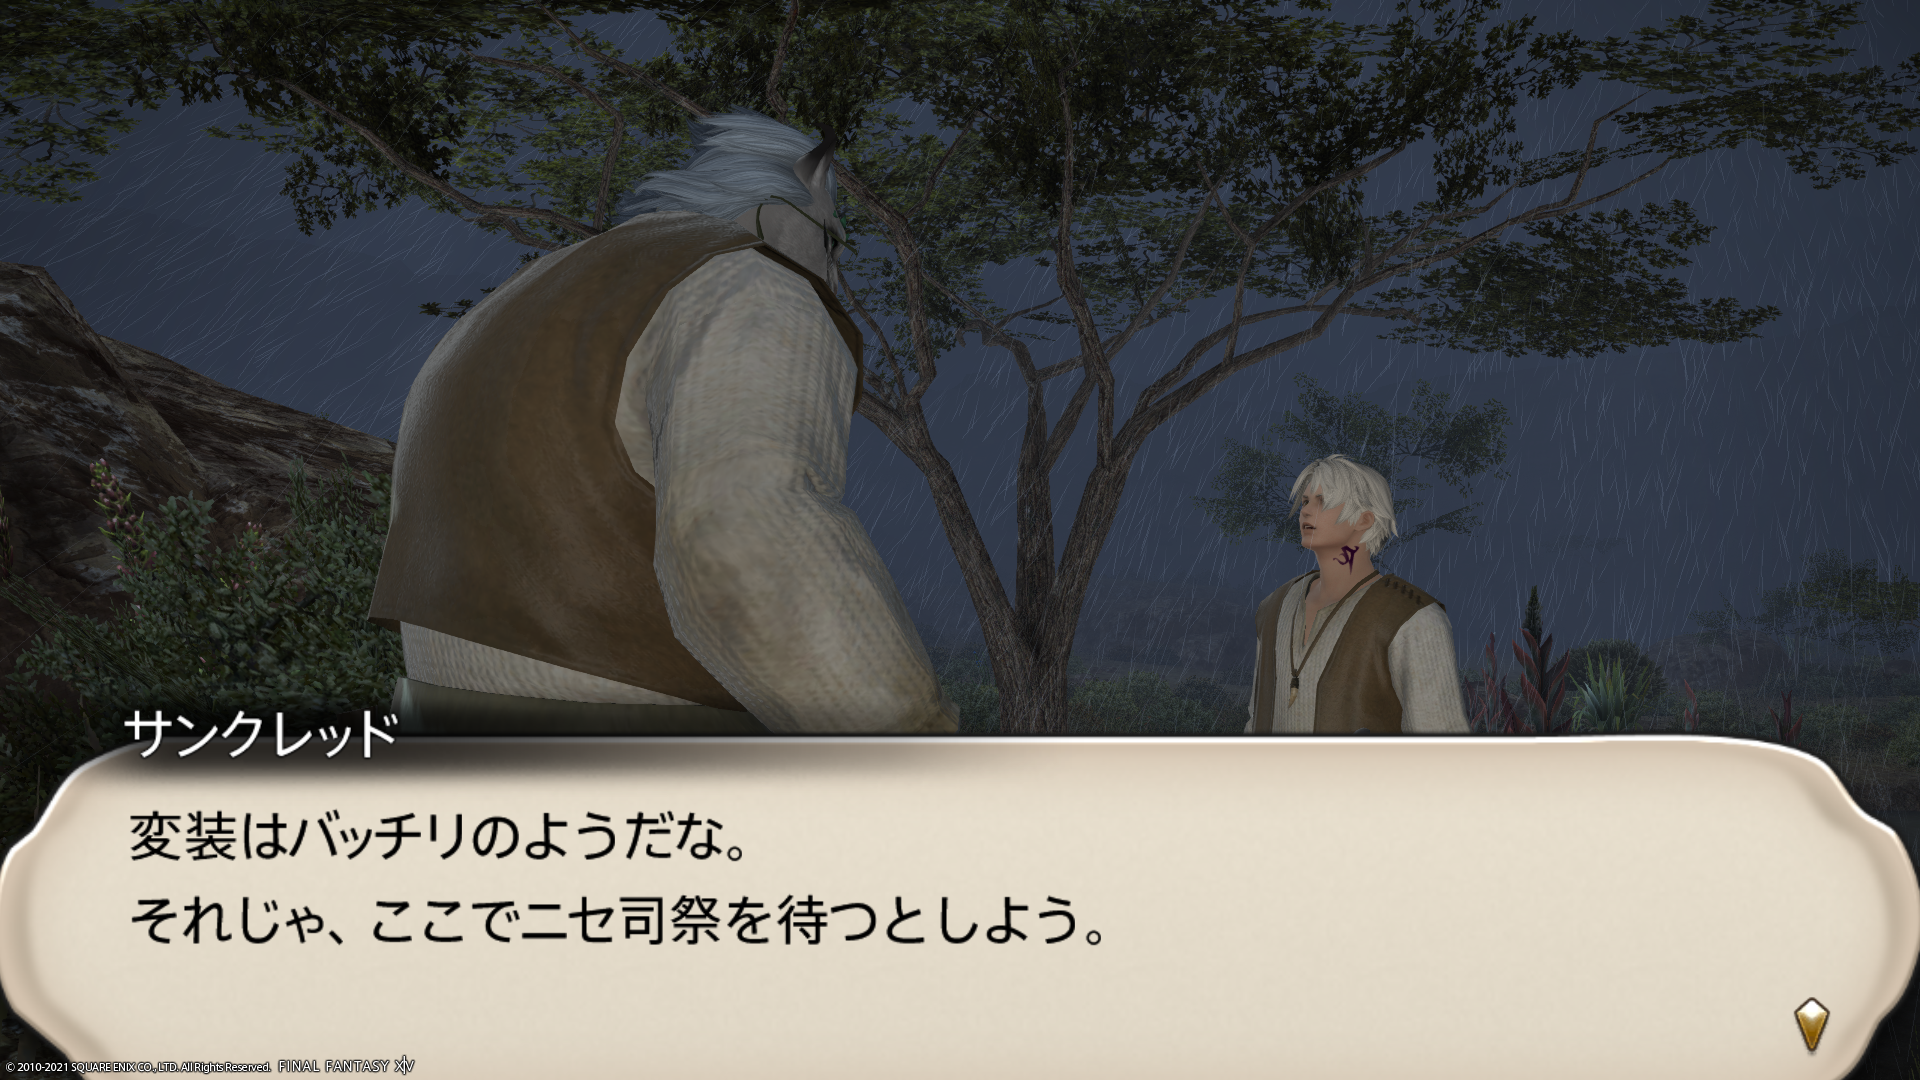 サンクレッド
変装はバッチリのようだな。
それじゃ、ここでニセ司祭を待つとしよう。
© 2010-2021 SQUARE ENIX CO., LTD. All Rights Reserved. FINAL FANTASY XIV